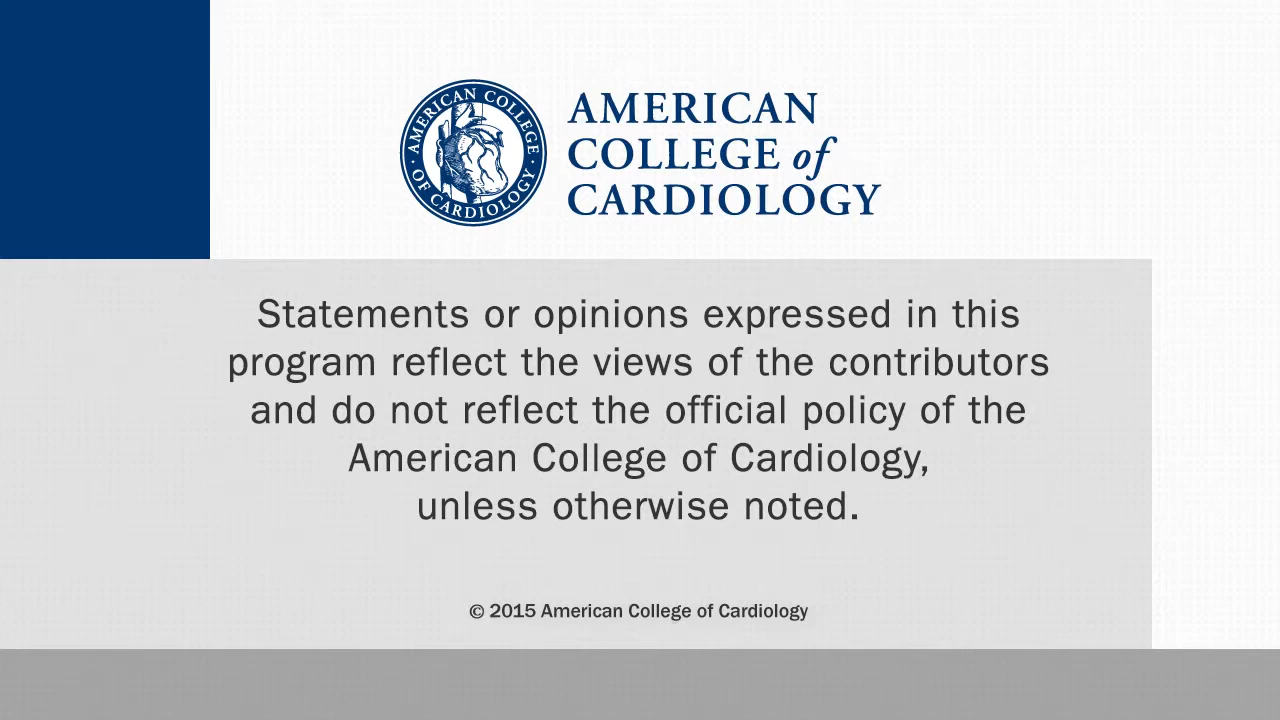 AMERICAN COLLEGE
· OF CARDIOLOGY ·
AMERICAN
COLLEGE of
CARDIOLOGY
Statements or opinions expressed in this
program reflect the views of the contributors
and do not reflect the official policy of the
American College of Cardiology,
unless otherwise noted.
© 2015 American College of Cardiology